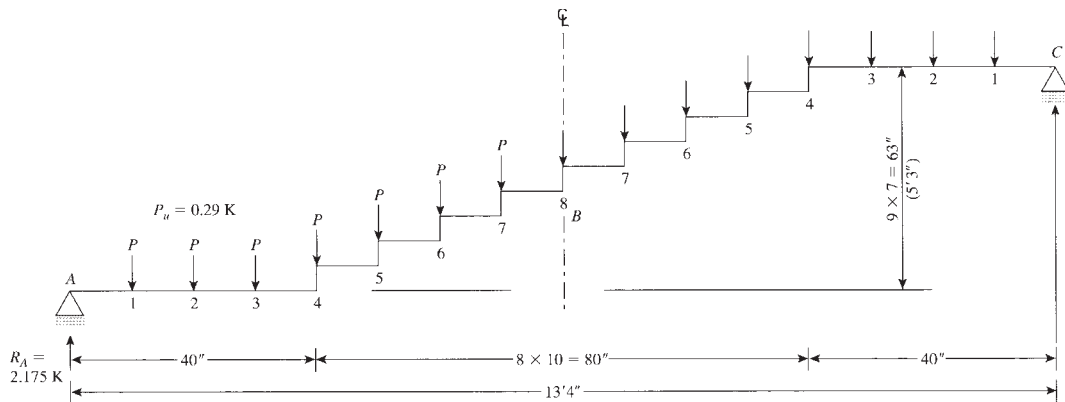 ℄
C
3
2
1
4
5
6
7
8
B
9 × 7 = 63"
(5'3")
P
P
P
P
P_u = 0.29 K
P
P
P
A
1
2
3
4
5
6
7
R_A =
2.175 K
40"
8 × 10 = 80"
40"
13'4"